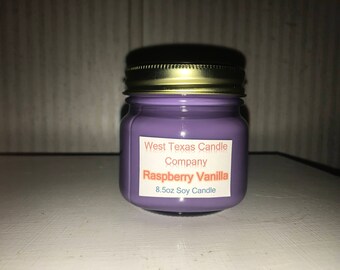 West Texas Candle
Company
Raspberry Vanilla
8.5oz Soy Candle